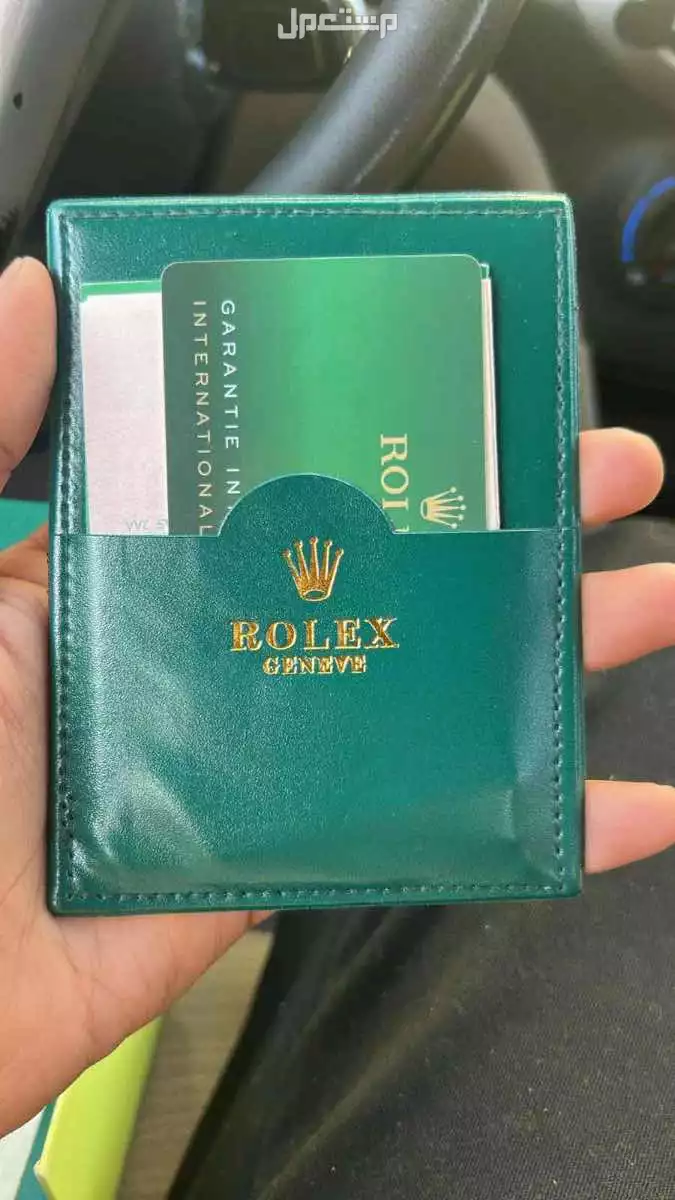 مستعمل
GARANTIE IN
INTERNATIONAL
ROL
ROLEX
GENEVE